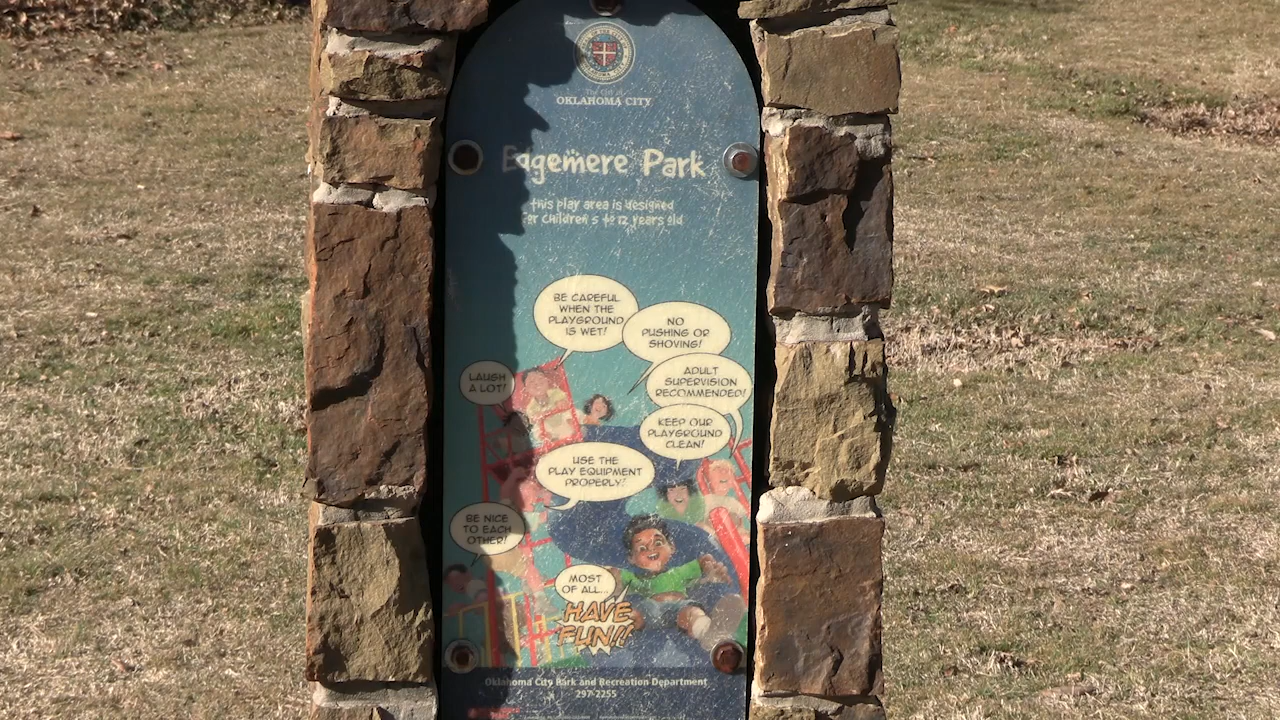 The City of
OKLAHOMA CITY
Edgemere Park
this play area is designed
for children 5 to 12 years old
BE CAREFUL
WHEN THE
PLAYGROUND
IS WET!
NO
PUSHING OR
SHOVING!
LAUGH
A LOT!
ADULT
SUPERVISION
RECOMMENDED!
KEEP OUR
PLAYGROUND
CLEAN!
USE THE
PLAY EQUIPMENT
PROPERLY!
BE NICE
TO EACH
OTHER!
MOST
OF ALL...
HAVE
FUN!!
Oklahoma City Park and Recreation Department
297-2255